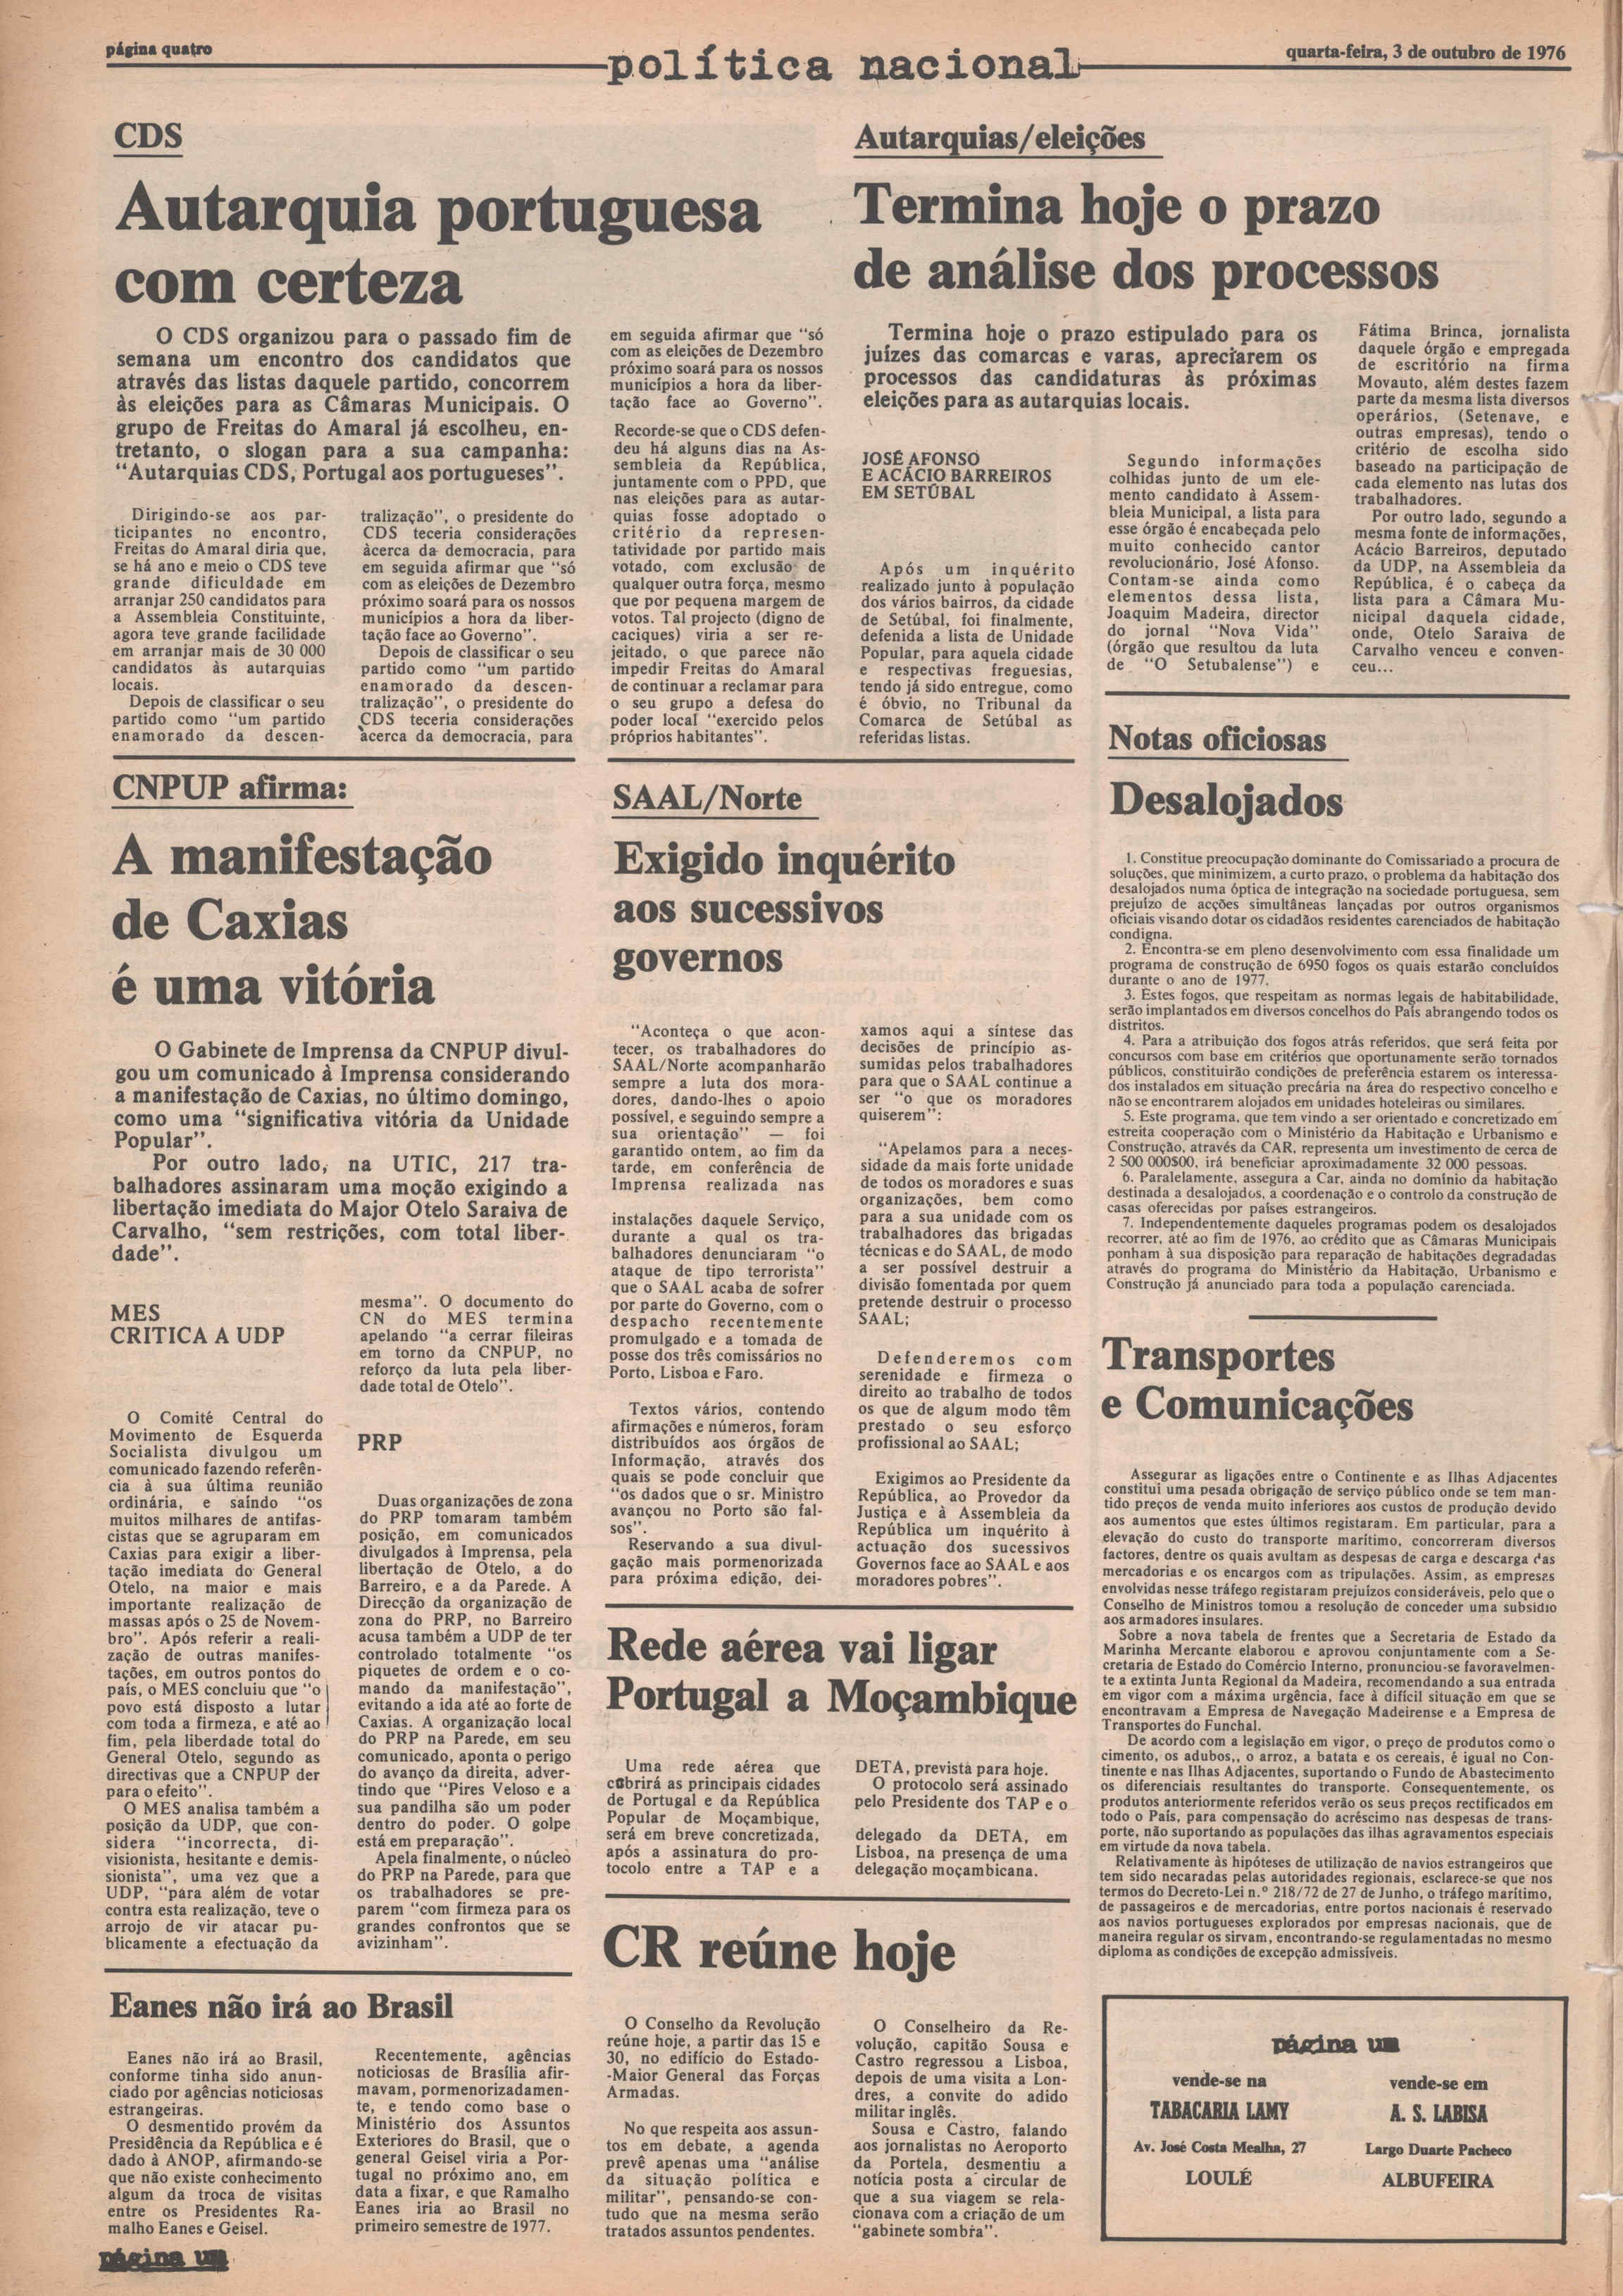 página quatro
política nacional
quarta-feira, 3 de outubro de 1976
CDS
Autarquia portuguesa
com certeza
O CDS organizou para o passado fim de
semana um encontro dos candidatos que
através das listas daquele partido, concorrem
às eleições para as Câmaras Municipais. O
grupo de Freitas do Amaral já escolheu, en-
tretanto, o slogan para a sua campanha:
“Autarquias CDS, Portugal aos portugueses”.
Dirigindo-se aos par-
ticipantes no encontro,
Freitas do Amaral diria que,
se há ano e meio o CDS teve
grande dificuldade em
arranjar 250 candidatos para
a Assembleia Constituinte,
agora teve grande facilidade
em arranjar mais de 30 000
candidatos às autarquias
locais.
Depois de classificar o seu
partido como “um partido
enamorado da descen-
tralização”, o presidente do
CDS teceria considerações
àcerca da democracia, para
em seguida afirmar que “só
com as eleições de Dezembro
próximo soará para os nossos
municípios a hora da liber-
tação face ao Governo”.
Depois de classificar o seu
partido como “um partido
enamorado da descen-
tralização”, o presidente do
CDS teceria considerações
àcerca da democracia, para
em seguida afirmar que “só
com as eleições de Dezembro
próximo soará para os nossos
municípios a hora da liber-
tação face ao Governo”.
Recorde-se que o CDS defen-
deu há alguns dias na As-
sembleia da República,
juntamente com o PPD, que
nas eleições para as autar-
quias fosse adoptado o
critério da represen-
tatividade por partido mais
votado, com exclusão de
qualquer outra força, mesmo
que por pequena margem de
votos. Tal projecto (digno de
caciques) viria a ser re-
jeitado, o que parece não
impedir Freitas do Amaral
de continuar a reclamar para
o seu grupo a defesa do
poder local “exercido pelos
próprios habitantes”.
Autarquias/eleições
Termina hoje o prazo
de análise dos processos
Termina hoje o prazo estipulado para os
juízes das comarcas e varas, apreciarem os
processos das candidaturas às próximas
eleições para as autarquias locais.
JOSÉ AFONSO
E ACÁCIO BARREIROS
EM SETÚBAL
Após um inquérito
realizado junto à população
dos vários bairros, da cidade
de Setúbal, foi finalmente,
defenida a lista de Unidade
Popular, para aquela cidade
e respectivas freguesias,
tendo já sido entregue, como
é óbvio, no Tribunal da
Comarca de Setúbal as
referidas listas.
Segundo informações
colhidas junto de um ele-
mento candidato à Assem-
bleia Municipal, a lista para
esse órgão é encabeçada pelo
muito conhecido cantor
revolucionário, José Afonso.
Contam-se ainda como
elementos dessa lista,
Joaquim Madeira, director
do jornal “Nova Vida”
(órgão que resultou da luta
de “O Setubalense”) e
Fátima Brinca, jornalista
daquele órgão e empregada
de escritório na firma
Movauto, além destes fazem
parte da mesma lista diversos
operários, (Setenave, e
outras empresas), tendo o
critério de escolha sido
baseado na participação de
cada elemento nas lutas dos
trabalhadores.
Por outro lado, segundo a
mesma fonte de informações,
Acácio Barreiros, deputado
da UDP, na Assembleia da
República, é o cabeça da
lista para a Câmara Mu-
nicipal daquela cidade,
onde, Otelo Saraiva de
Carvalho venceu e conven-
ceu...
CNPUP afirma:
A manifestação
de Caxias
é uma vitória
O Gabinete de Imprensa da CNPUP divul-
gou um comunicado à Imprensa considerando
a manifestação de Caxias, no último domingo,
como uma “significativa vitória da Unidade
Popular”.
Por outro lado, na UTIC, 217 tra-
balhadores assinaram uma moção exigindo a
libertação imediata do Major Otelo Saraiva de
Carvalho, “sem restrições, com total liber-
dade”.
MES
CRITICA A UDP
O Comité Central do
Movimento de Esquerda
Socialista divulgou um
comunicado fazendo referên-
cia à sua última reunião
ordinária, e saíndo “os
muitos milhares de antifas-
cistas que se agruparam em
Caxias para exigir a liber-
tação imediata do General
Otelo, na maior e mais
importante realização de
massas após o 25 de Novem-
bro”. Após referir a reali-
zação de outras manifes-
tações, em outros pontos do
país, o MES concluiu que “o
povo está disposto a lutar
com toda a firmeza, e até ao
fim, pela liberdade total do
General Otelo, segundo as
directivas que a CNPUP der
para o efeito”.
O MES analisa também a
posição da UDP, que con-
sidera “incorrecta, di-
visionista, hesitante e demis-
sionista”, uma vez que a
UDP, “para além de votar
contra esta realização, teve o
arrojo de vir atacar pu-
blicamente a efectuação da
mesma”. O documento do
CN do MES termina
apelando “a cerrar fileiras
em torno da CNPUP, no
reforço da luta pela liber-
dade total de Otelo”.
PRP
Duas organizações de zona
do PRP tomaram também
posição, em comunicados
divulgados à Imprensa, pela
libertação de Otelo, a do
Barreiro, e a da Parede. A
Direcção da organização de
zona do PRP, no Barreiro
acusa também a UDP de ter
controlado totalmente “os
piquetes de ordem e o co-
mando da manifestação”,
evitando a ida até ao forte de
Caxias. A organização local
do PRP na Parede, em seu
comunicado, aponta o perigo
do avanço da direita, adver-
tindo que “Pires Veloso e a
sua pandilha são um poder
dentro do poder. O golpe
está em preparação”.
Apela finalmente, o núcleo
do PRP na Parede, para que
os trabalhadores se pre-
parem “com firmeza para os
grandes confrontos que se
avizinham”.
SAAL/Norte
Exigido inquérito
aos sucessivos
governos
“Aconteça o que acon-
tecer, os trabalhadores do
SAAL/Norte acompanharão
sempre a luta dos mora-
dores, dando-lhes o apoio
possível, e seguindo sempre a
sua orientação” — foi
garantido ontem, ao fim da
tarde, em conferência de
Imprensa realizada nas
instalações daquele Serviço,
durante a qual os tra-
balhadores denunciaram “o
ataque de tipo terrorista”
que o SAAL acaba de sofrer
por parte do Governo, com o
despacho recentemente
promulgado e a tomada de
posse dos três comissários no
Porto, Lisboa e Faro.
Textos vários, contendo
afirmações e números, foram
distribuídos aos órgãos de
Informação, através dos
quais se pode concluir que
“os dados que o sr. Ministro
avançou no Porto são fal-
sos”.
Reservando a sua divul-
gação mais pormenorizada
para próxima edição, dei-
xamos aqui a síntese das
decisões de princípio as-
sumidas pelos trabalhadores
para que o SAAL continue a
ser “o que os moradores
quiserem”:
“Apelamos para a neces-
sidade da mais forte unidade
de todos os moradores e suas
organizações, bem como
para a sua unidade com os
trabalhadores das brigadas
técnicas e do SAAL, de modo
a ser possível destruir a
divisão fomentada por quem
pretende destruir o processo
SAAL;
Defenderemos com
serenidade e firmeza o
direito ao trabalho de todos
os que de algum modo têm
prestado o seu esforço
profissional ao SAAL;
Exigimos ao Presidente da
República, ao Provedor da
Justiça e à Assembleia da
República um inquérito à
actuação dos sucessivos
Governos face ao SAAL e aos
moradores pobres”.
Rede aérea vai ligar
Portugal a Moçambique
Uma rede aérea que
cobrirá as principais cidades
de Portugal e da República
Popular de Moçambique,
será em breve concretizada,
após a assinatura do pro-
tocolo entre a TAP e a
DETA, prevista para hoje.
O protocolo será assinado
pelo Presidente dos TAP e o
delegado da DETA, em
Lisboa, na presença de uma
delegação moçambicana.
Notas oficiosas
Desalojados
1. Constitue preocupação dominante do Comissariado a procura de
soluções, que minimizem, a curto prazo, o problema da habitação dos
desalojados numa óptica de integração na sociedade portuguesa, sem
prejuízo de acções simultâneas lançadas por outros organismos
oficiais visando dotar os cidadãos residentes carenciados de habitação
condigna.
2. Encontra-se em pleno desenvolvimento com essa finalidade um
programa de construção de 6950 fogos os quais estarão concluídos
durante o ano de 1977.
3. Estes fogos, que respeitam as normas legais de habitabilidade,
serão implantados em diversos concelhos do País abrangendo todos os
distritos.
4. Para a atribuição dos fogos atrás referidos, que será feita por
concursos com base em critérios que oportunamente serão tornados
públicos, constituirão condições de preferência estarem os interessa-
dos instalados em situação precária na área do respectivo concelho e
não se encontrarem alojados em unidades hoteleiras ou similares.
5. Este programa, que tem vindo a ser orientado e concretizado em
estreita cooperação com o Ministério da Habitação e Urbanismo e
Construção, através da CAR, representa um investimento de cerca de
2 500 000$00, irá beneficiar aproximadamente 32 000 pessoas.
6. Paralelamente, assegura a Car, ainda no domínio da habitação
destinada a desalojados, a coordenação e o controlo da construção de
casas oferecidas por países estrangeiros.
7. Independentemente daqueles programas podem os desalojados
recorrer, até ao fim de 1976, ao crédito que as Câmaras Municipais
ponham à sua disposição para reparação de habitações degradadas
através do programa do Ministério da Habitação, Urbanismo e
Construção já anunciado para toda a população carenciada.
Transportes
e Comunicações
Assegurar as ligações entre o Continente e as Ilhas Adjacentes
constitui uma pesada obrigação de serviço público onde se tem man-
tido preços de venda muito inferiores aos custos de produção devido
aos aumentos que estes últimos registaram. Em particular, para a
elevação do custo do transporte marítimo, concorreram diversos
factores, dentre os quais avultam as despesas de carga e descarga das
mercadorias e os encargos com as tripulações. Assim, as empresas
envolvidas nesse tráfego registaram prejuízos consideráveis, pelo que o
Conselho de Ministros tomou a resolução de conceder uma subsídio
aos armadores insulares.
Sobre a nova tabela de frentes que a Secretaria de Estado da
Marinha Mercante elaborou e aprovou conjuntamente com a Se-
cretaria de Estado do Comércio Interno, pronunciou-se favoravelmen-
te a extinta Junta Regional da Madeira, recomendando a sua entrada
em vigor com a máxima urgência, face à difícil situação em que se
encontravam a Empresa de Navegação Madeirense e a Empresa de
Transportes do Funchal.
De acordo com a legislação em vigor, o preço de produtos como o
cimento, os adubos,, o arroz, a batata e os cereais, é igual no Con-
tinente e nas Ilhas Adjacentes, suportando o Fundo de Abastecimento
os diferenciais resultantes do transporte. Consequentemente, os
produtos anteriormente referidos verão os seus preços rectificados em
todo o País, para compensação do acréscimo nas despesas de trans-
porte, não suportando as populações das ilhas agravamentos especiais
em virtude da nova tabela.
Relativamente às hipóteses de utilização de navios estrangeiros que
tem sido necaradas pelas autoridades regionais, esclarece-se que nos
termos do Decreto-Lei n.º 218/72 de 27 de Junho, o tráfego marítimo,
de passageiros e de mercadorias, entre portos nacionais é reservado
aos navios portugueses explorados por empresas nacionais, que de
maneira regular os sirvam, encontrando-se regulamentadas no mesmo
diploma as condições de excepção admissíveis.
Eanes não irá ao Brasil
Eanes não irá ao Brasil,
conforme tinha sido anun-
ciado por agências noticiosas
estrangeiras.
O desmentido provém da
Presidência da República e é
dado à ANOP, afirmando-se
que não existe conhecimento
algum da troca de visitas
entre os Presidentes Ra-
malho Eanes e Geisel.
Recentemente, agências
noticiosas de Brasília afir-
mavam, pormenorizadamen-
te, e tendo como base o
Ministério dos Assuntos
Exteriores do Brasil, que o
general Geisel viria a Por-
tugal no próximo ano, em
data a fixar, e que Ramalho
Eanes iria ao Brasil no
primeiro semestre de 1977.
CR reúne hoje
O Conselho da Revolução
reúne hoje, a partir das 15 e
30, no edifício do Estado-
-Maior General das Forças
Armadas.
No que respeita aos assun-
tos em debate, a agenda
prevê apenas uma “análise
da situação política e
militar”, pensando-se con-
tudo que na mesma serão
tratados assuntos pendentes.
O Conselheiro da Re-
volução, capitão Sousa e
Castro regressou a Lisboa,
depois de uma visita a Lon-
dres, a convite do adido
militar inglês.
Sousa e Castro, falando
aos jornalistas no Aeroporto
da Portela, desmentiu a
notícia posta a circular de
que a sua viagem se rela-
cionava com a criação de um
“gabinete sombra”.
página um
vende-se na
TABACARIA LAMY
Av. José Costa Mealha, 27
LOULÉ
vende-se em
A. S. LABISA
Largo Duarte Pacheco
ALBUFEIRA
página um